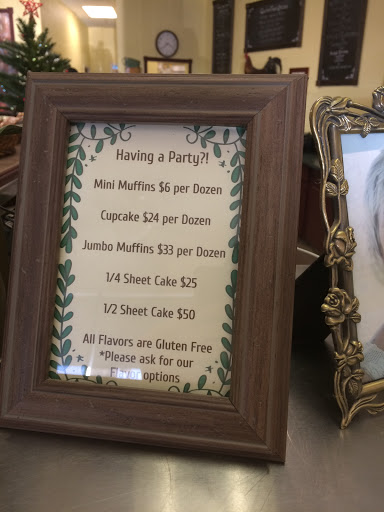 Having a Party?!
Mini Muffins $6 per Dozen
Cupcake $24 per Dozen
Jumbo Muffins $33 per Dozen
1/4 Sheet Cake $25
1/2 Sheet Cake $50
All Flavors are Gluten Free
*Please ask for our
Flavor options